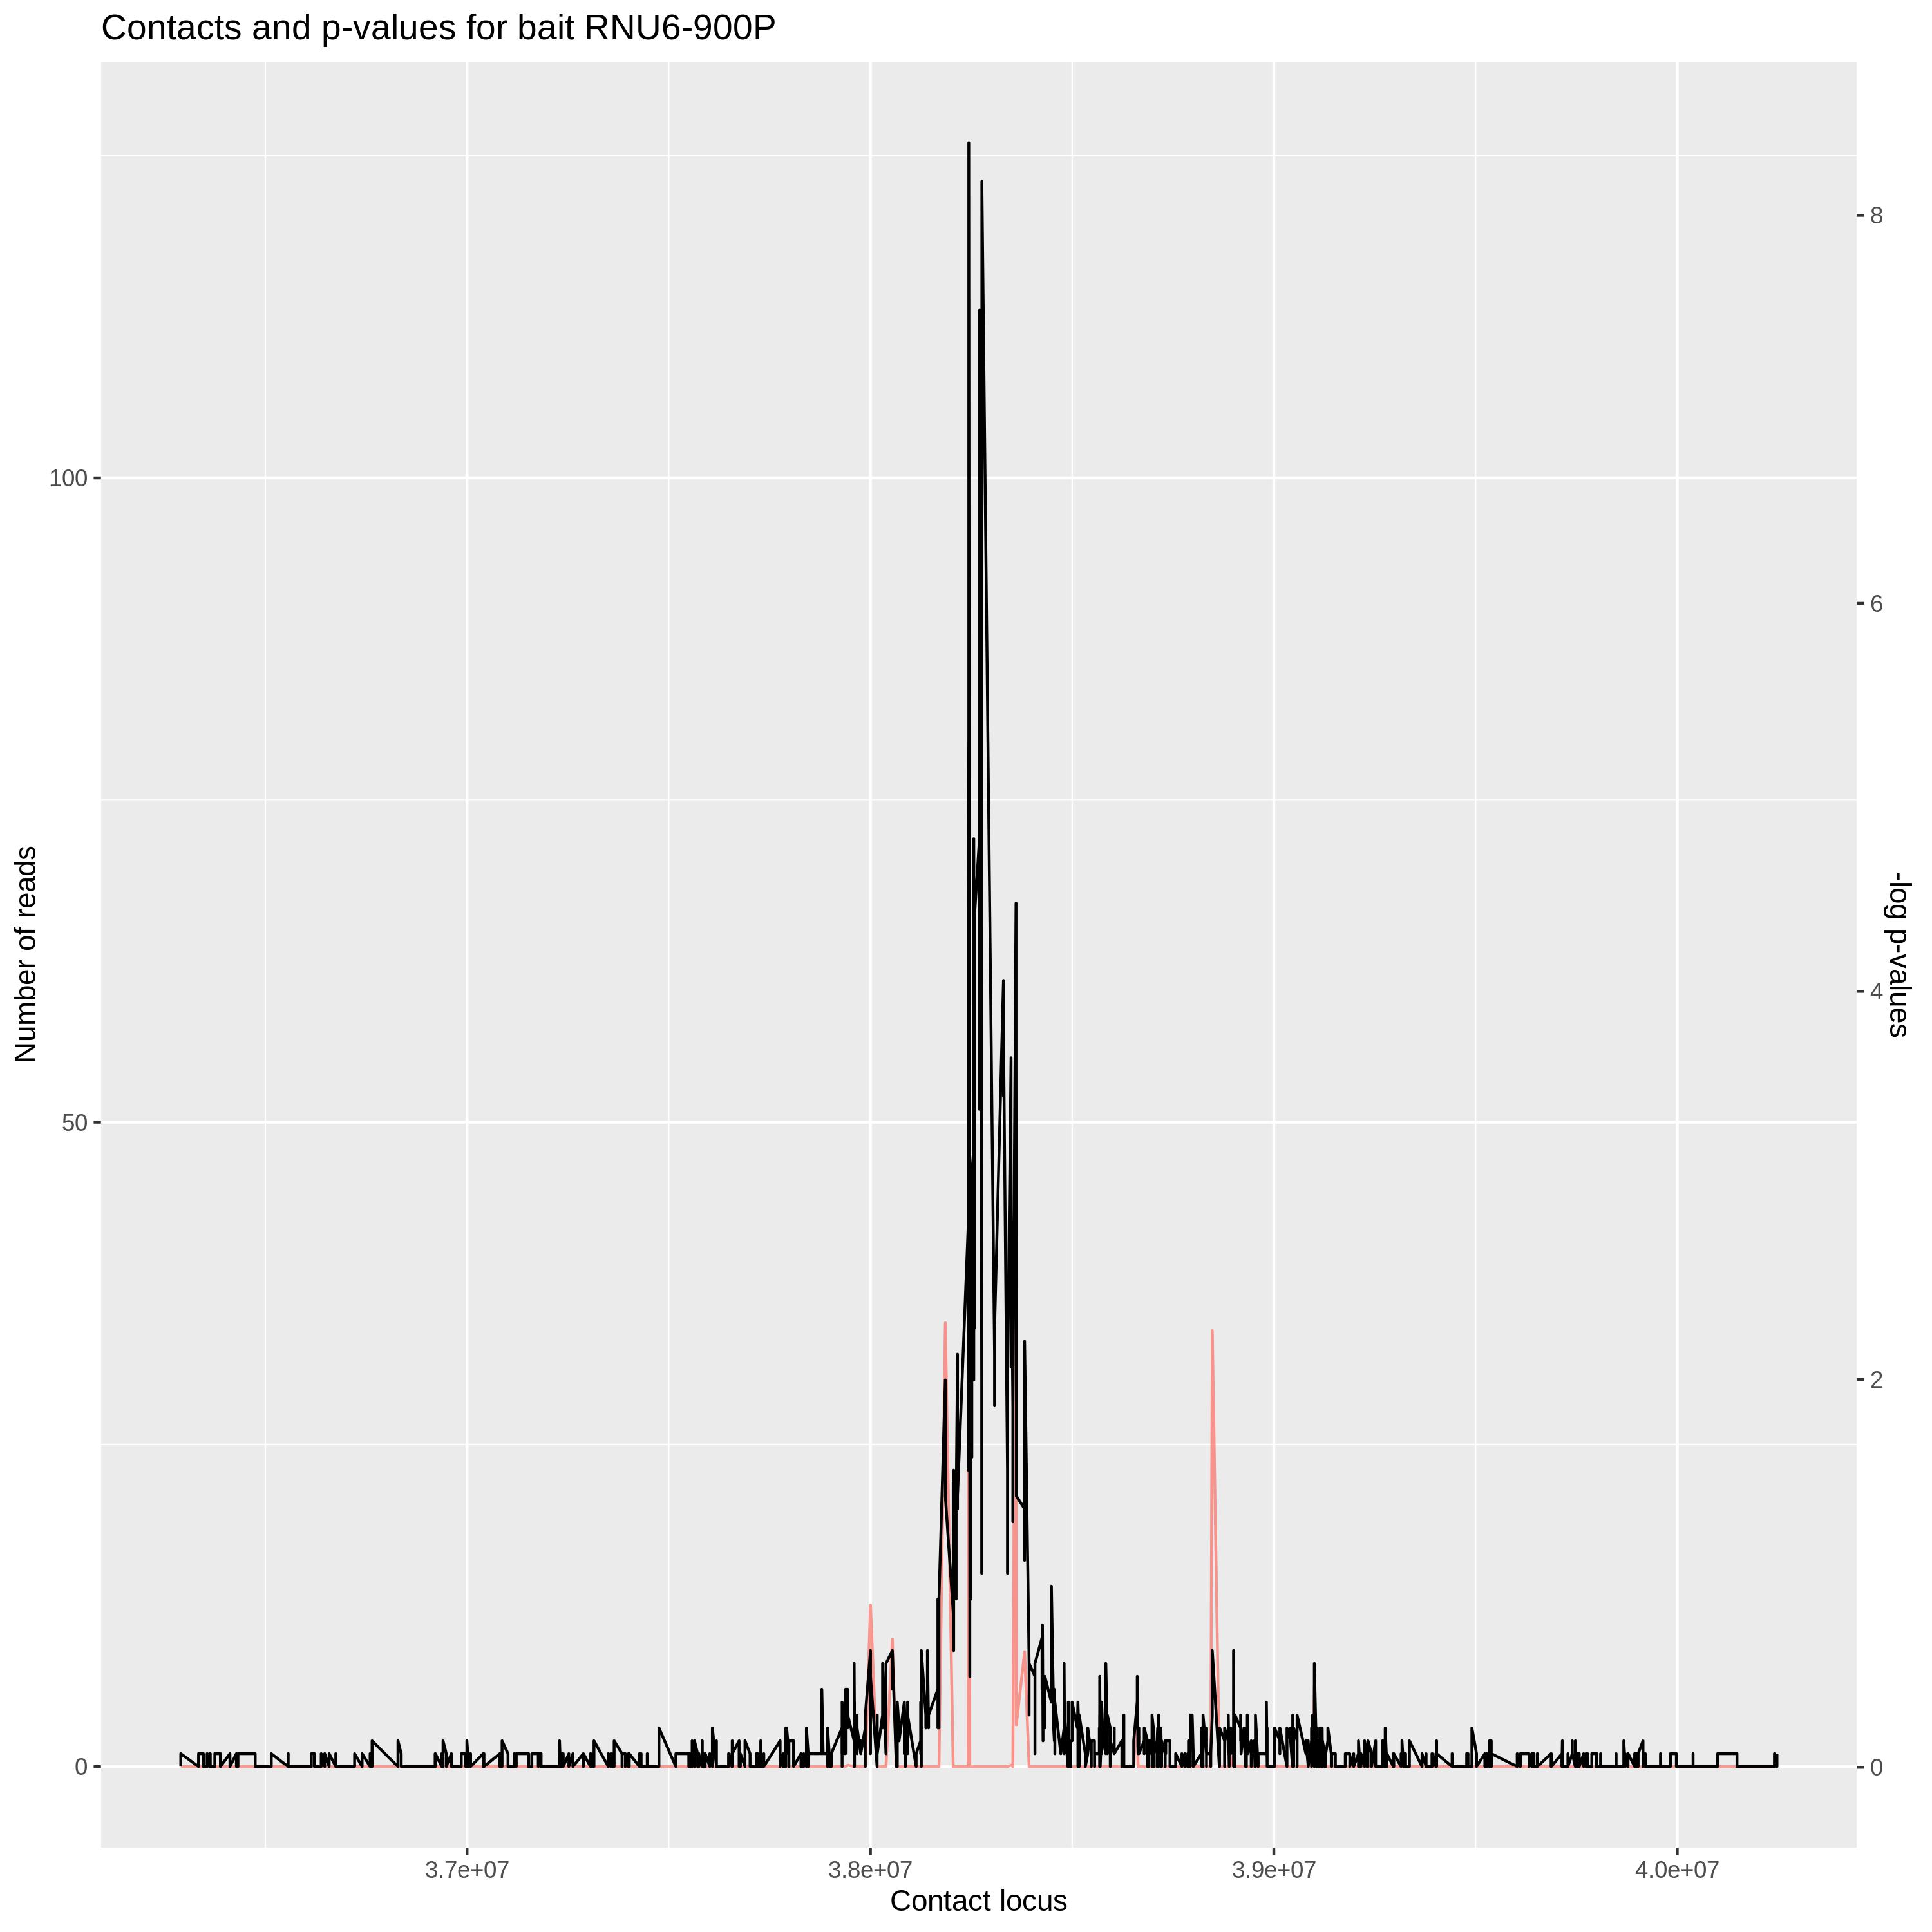 Contacts and p-values for bait RNU6-900P
100
50
0
Number of reads
8
6
4
2
0
-log p-values
3.7e+07
3.8e+07
3.9e+07
4.0e+07
Contact locus